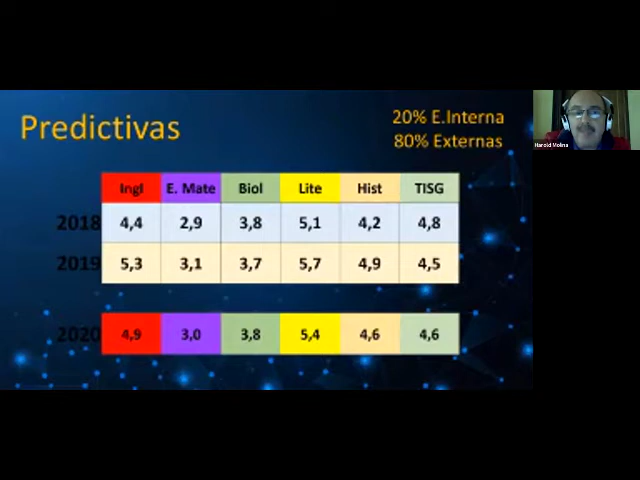 Predictivas
20% E.Interna
80% Externas
Ingl E. Mate Biol Lite Hist TISG
2018 4,4 2,9 3,8 5,1 4,2 4,8
2019 5,3 3,1 3,7 5,7 4,9 4,5
2020 4,9 3,0 3,8 5,4 4,6 4,6
Harold Molina